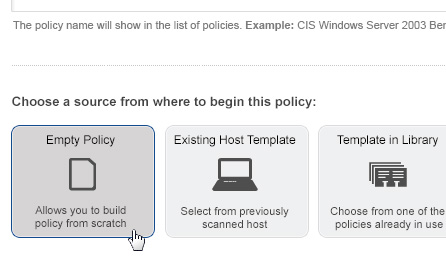 The policy name will show in the list of policies. Example: CIS Windows Server 2003 Ben
Choose a source from where to begin this policy:
Empty Policy
Allows you to build
policy from scratch
Existing Host Template
Select from previously
scanned host
Template in Library
Choose from one of the
policies already in use